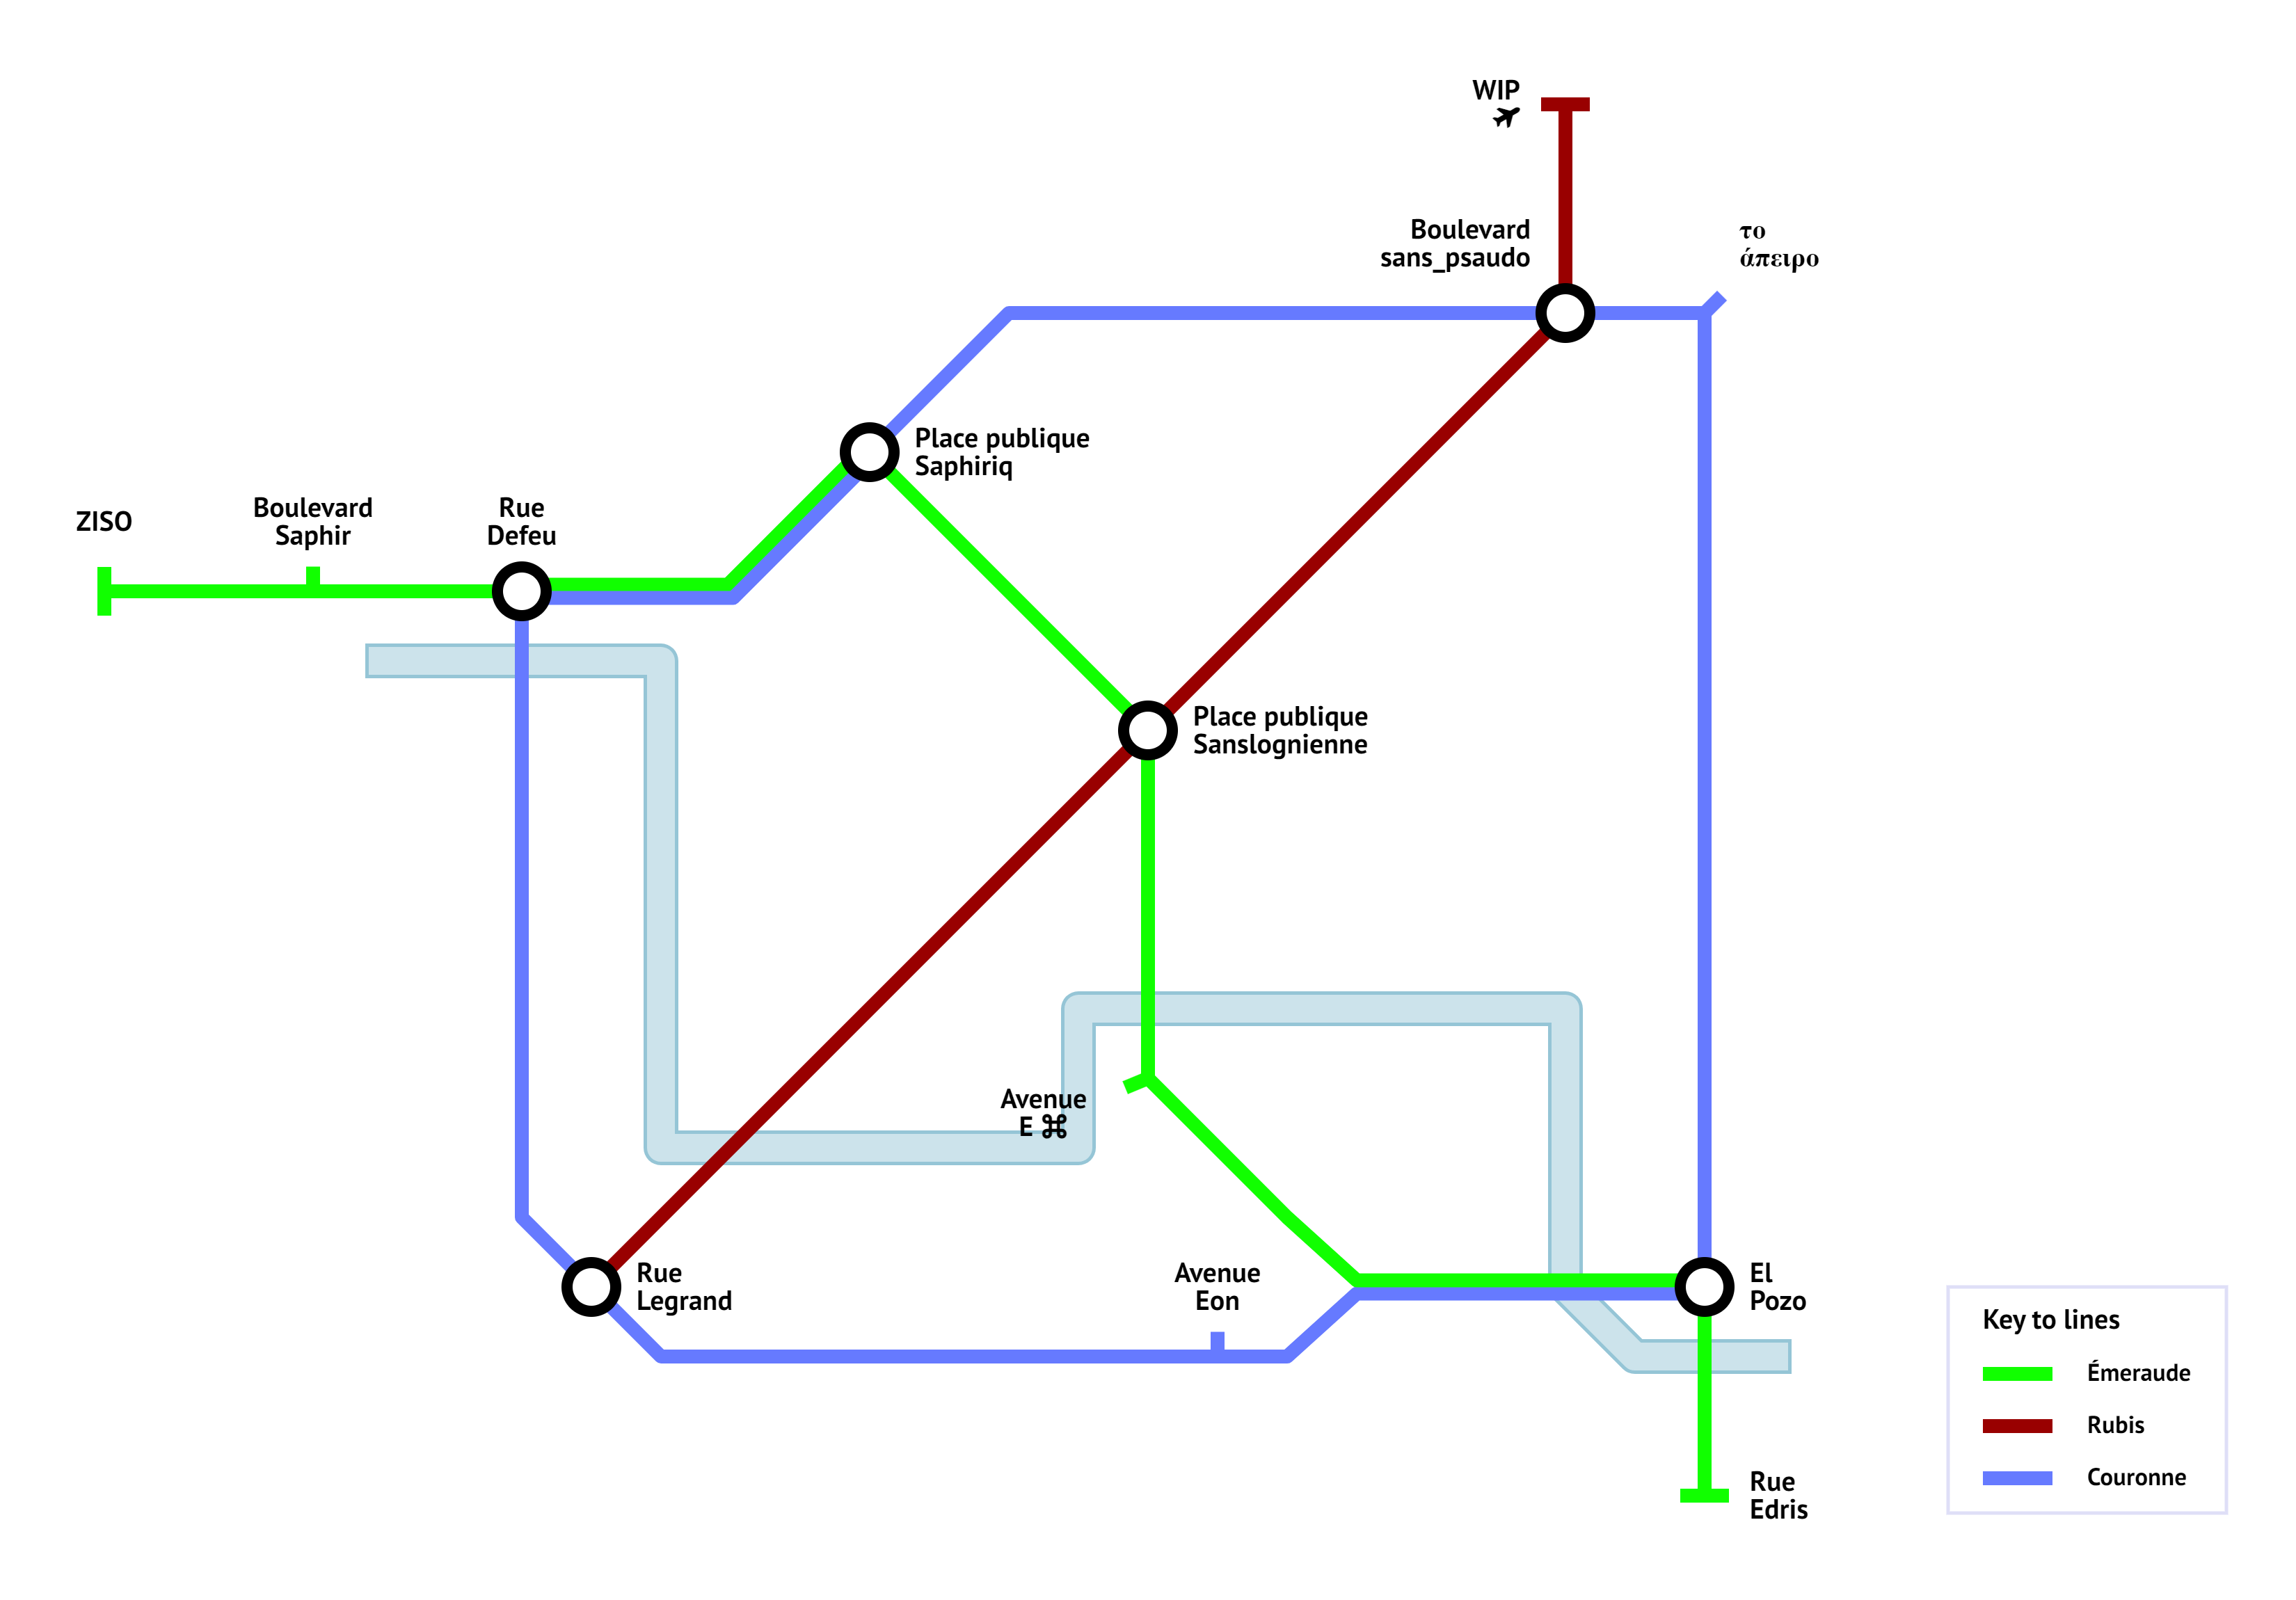 WIP
Boulevard
sans_psaudo
το
άπειρο
Place publique
Saphiriq
ZISO
Boulevard
Saphir
Rue
Defeu
Place publique
Sanslognienne
Avenue
E ⌘
Rue
Legrand
Avenue
Eon
El
Pozo
Rue
Edris
Key to lines
Émeraude
Rubis
Couronne